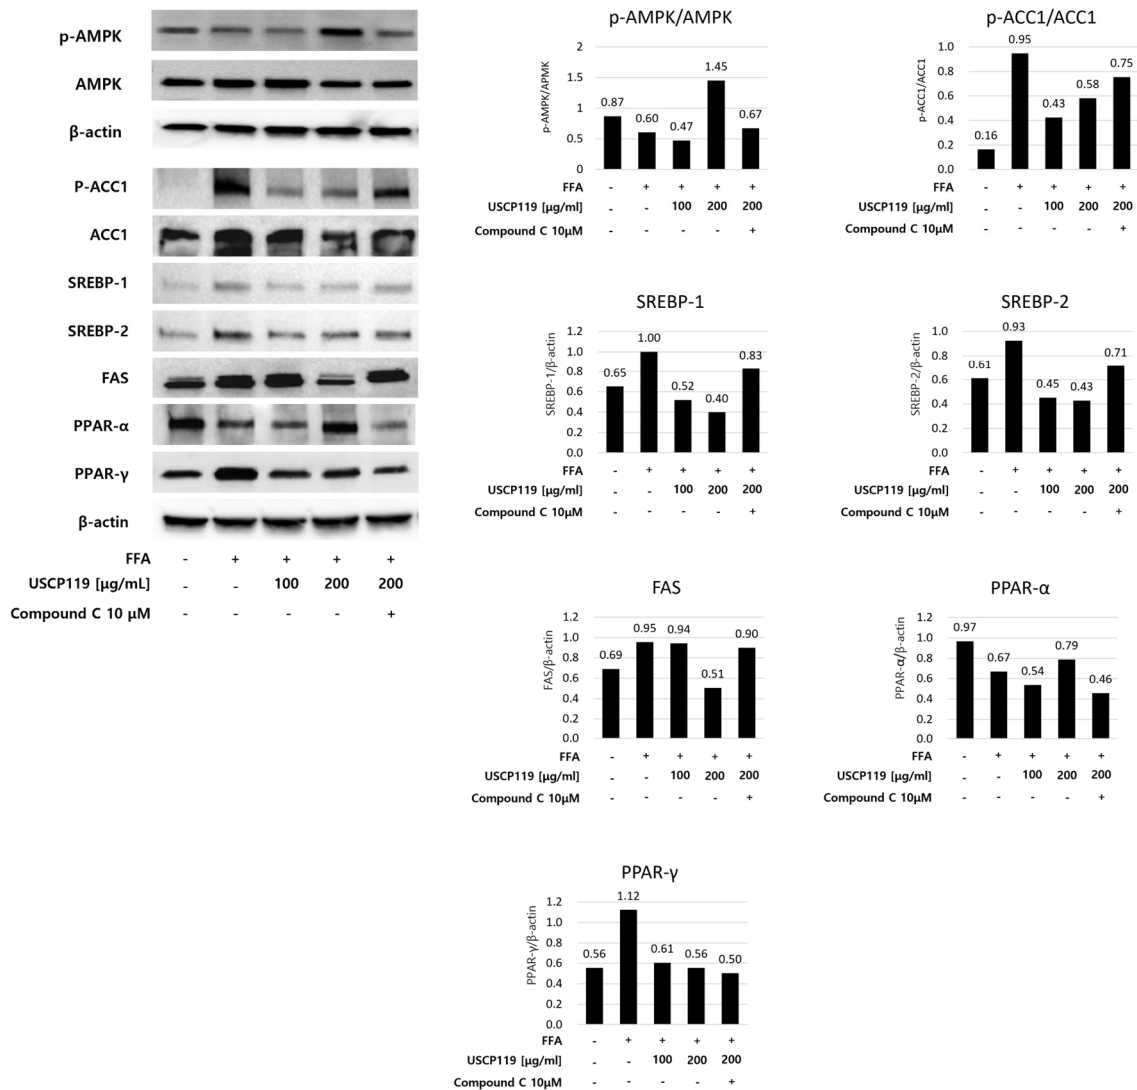 p-AMPK
AMPK
β-actin
P-ACC1
ACC1
SREBP-1
SREBP-2
FAS
PPAR-α
PPAR-γ
β-actin
FFA - + + + +
USCP119 [μg/mL] - - 100 200 200
Compound C 10 μM - - - - +
p-AMPK/AMPK
p-AMPK/APMK
2
1.5
1
0.5
0
0.87 0.60 0.47 1.45 0.67
FFA - + + + +
USCP119 [μg/ml] - - 100 200 200
Compound C 10μM - - - - +
p-ACC1/ACC1
p-ACC1/ACC1
1.0
0.8
0.6
0.4
0.2
0.0
0.16 0.95 0.43 0.58 0.75
FFA - + + + +
USCP119 [μg/ml] - - 100 200 200
Compound C 10μM - - - - +
SREBP-1
SREBP-1/β-actin
1.2
1.0
0.8
0.6
0.4
0.2
0.0
0.65 1.00 0.52 0.40 0.83
FFA - + + + +
USCP119 [μg/ml] - - 100 200 200
Compound C 10μM - - - - +
SREBP-2
SREBP-2/β-actin
1.0
0.8
0.6
0.4
0.2
0.0
0.61 0.93 0.45 0.43 0.71
FFA - + + + +
USCP119 [μg/ml] - - 100 200 200
Compound C 10μM - - - - +
FAS
FAS/β-actin
1.2
1.0
0.8
0.6
0.4
0.2
0.0
0.69 0.95 0.94 0.51 0.90
FFA - + + + +
USCP119 [μg/ml] - - 100 200 200
Compound C 10μM - - - - +
PPAR-α
PPAR-α/β-actin
1.2
1.0
0.8
0.6
0.4
0.2
0.0
0.97 0.67 0.54 0.79 0.46
FFA - + + + +
USCP119 [μg/ml] - - 100 200 200
Compound C 10μM - - - - +
PPAR-γ
PPAR-γ/β-actin
1.2
1.0
0.8
0.6
0.4
0.2
0.0
0.56 1.12 0.61 0.56 0.50
FFA - + + + +
USCP119 [μg/ml] - - 100 200 200
Compound C 10μM - - - - +